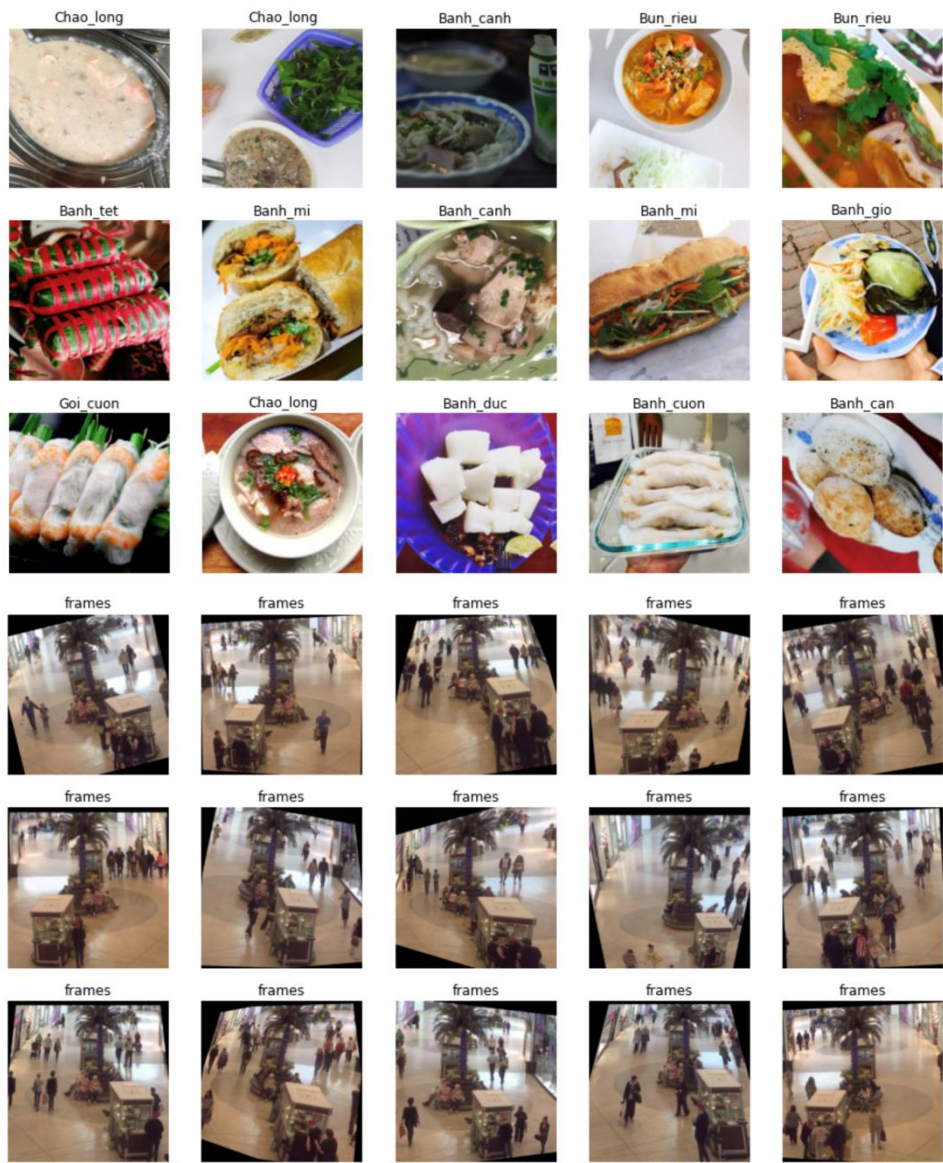 Chao_long Chao_long Banh_canh Bun_rieu Bun_rieu
Banh_tet Banh_mi Banh_canh Banh_mi Banh_gio
Goi_cuon Chao_long Banh_duc Banh_cuon Banh_can
frames frames frames frames frames
frames frames frames frames frames
frames frames frames frames frames